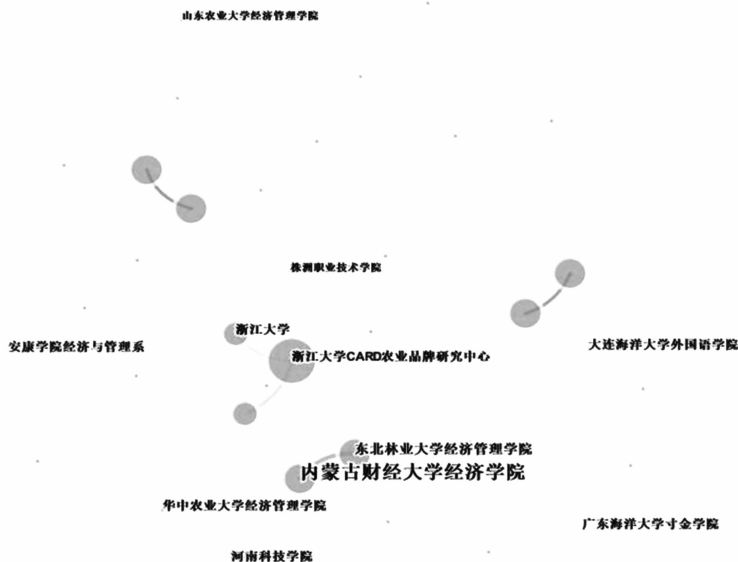 山东农业大学经济管理学院
株洲职业技术学院
浙江大学
安康学院经济与管理系
大连海洋大学外国语学院
浙江大学CARD农业品牌研究中心
东北林业大学经济管理学院
内蒙古财经大学经济学院
华中农业大学经济管理学院
广东海洋大学寸金学院
河南科技学院